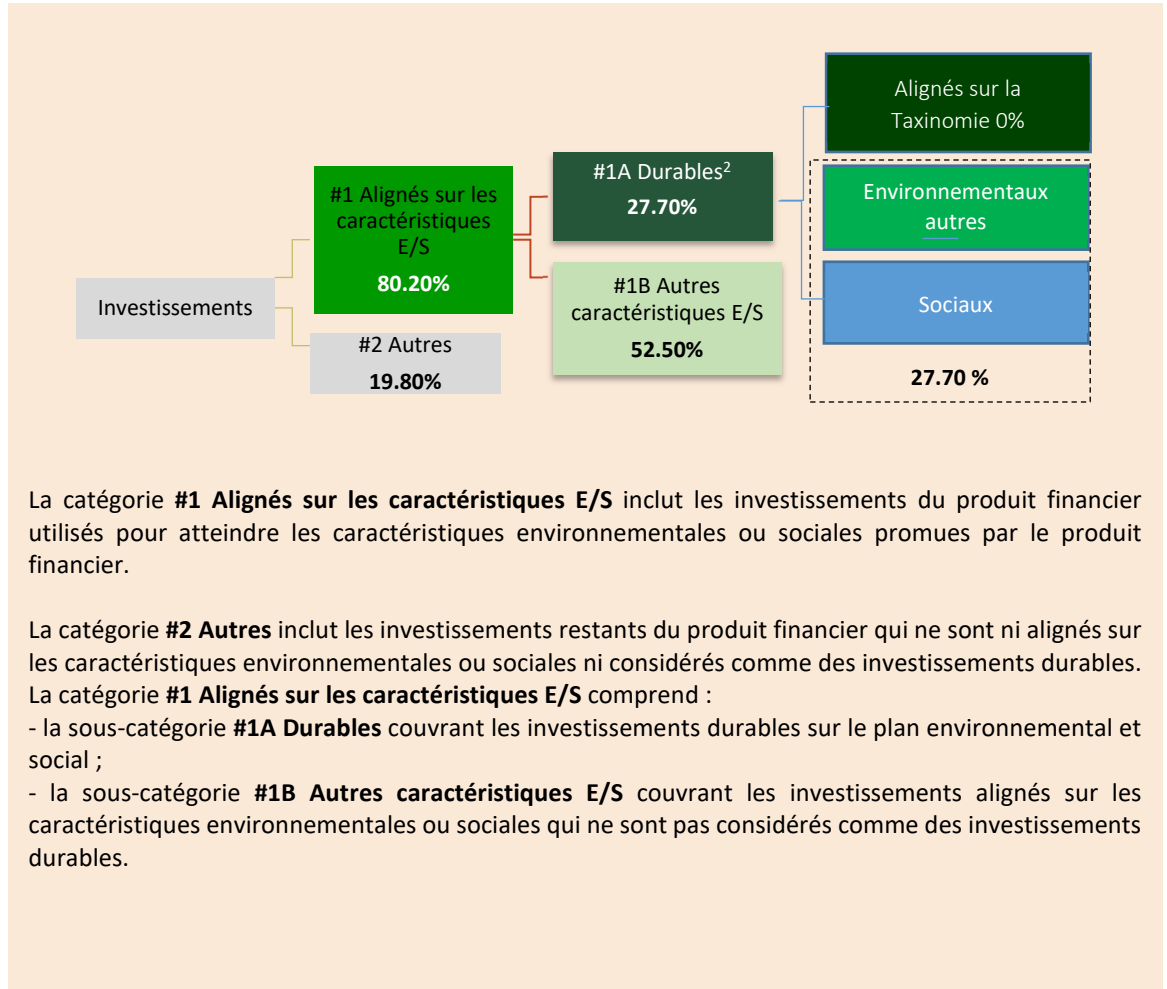 Investissements
#1 Alignés sur les
caractéristiques
E/S
80.20%
#2 Autres
19.80%
#1A Durables²
27.70%
#1B Autres
caractéristiques E/S
52.50%
Alignés sur la
Taxinomie 0%
Environnementaux
autres
Sociaux
27.70 %
La catégorie #1 Alignés sur les caractéristiques E/S inclut les investissements du produit financier
utilisés pour atteindre les caractéristiques environnementales ou sociales promues par le produit
financier.
La catégorie #2 Autres inclut les investissements restants du produit financier qui ne sont ni alignés sur
les caractéristiques environnementales ou sociales ni considérés comme des investissements durables.
La catégorie #1 Alignés sur les caractéristiques E/S comprend :
- la sous-catégorie #1A Durables couvrant les investissements durables sur le plan environnemental et
social ;
- la sous-catégorie #1B Autres caractéristiques E/S couvrant les investissements alignés sur les
caractéristiques environnementales ou sociales qui ne sont pas considérés comme des investissements
durables.